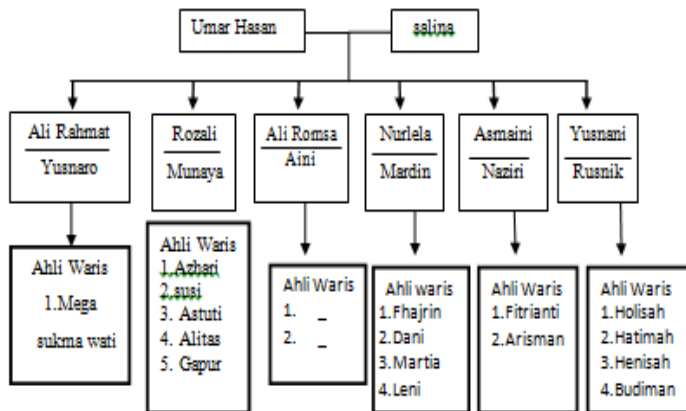 Umar Hasan
salina
Ali Rahmat
Yusnaro
Rozali
Munaya
Ali Romsa
Aini
Nurlela
Mardin
Asmaini
Naziri
Yusnani
Rusnik
Ahli Waris
1.Mega
sukma wati
Ahli Waris
1.Azhari
2.susi
3. Astuti
4. Alitas
5. Gapur
Ahli Waris
1. _
2. _
Ahli waris
1.Fhajrin
2.Dani
3.Martia
4.Leni
Ahli Waris
1.Fitrianti
2.Arisman
Ahli Waris
1.Holisah
2.Hatimah
3.Henisah
4.Budiman